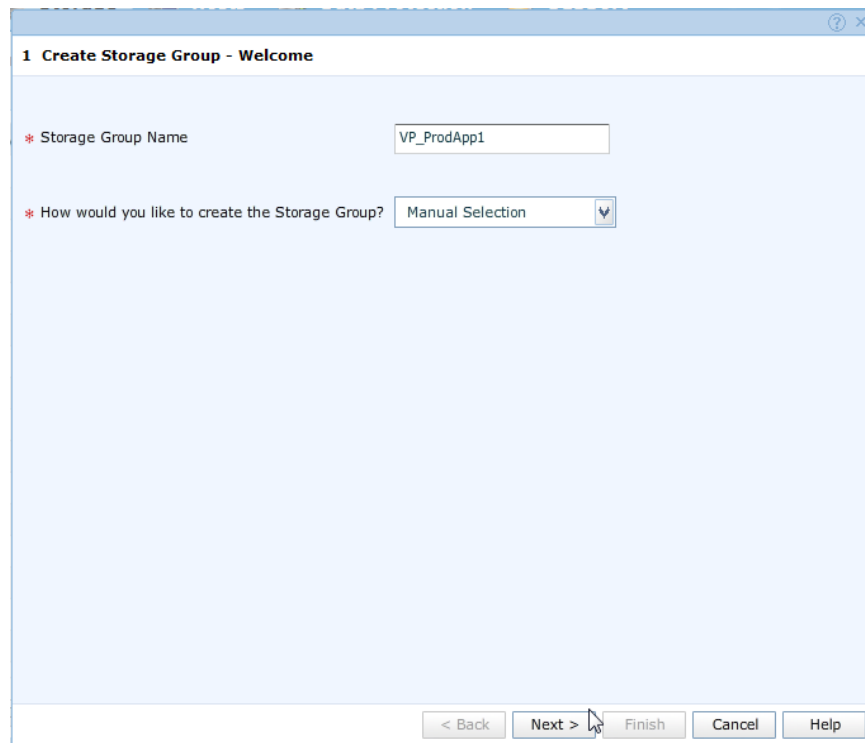 1 Create Storage Group - Welcome
* Storage Group Name VP_ProdApp1
* How would you like to create the Storage Group? Manual Selection
< Back Next > Finish Cancel Help